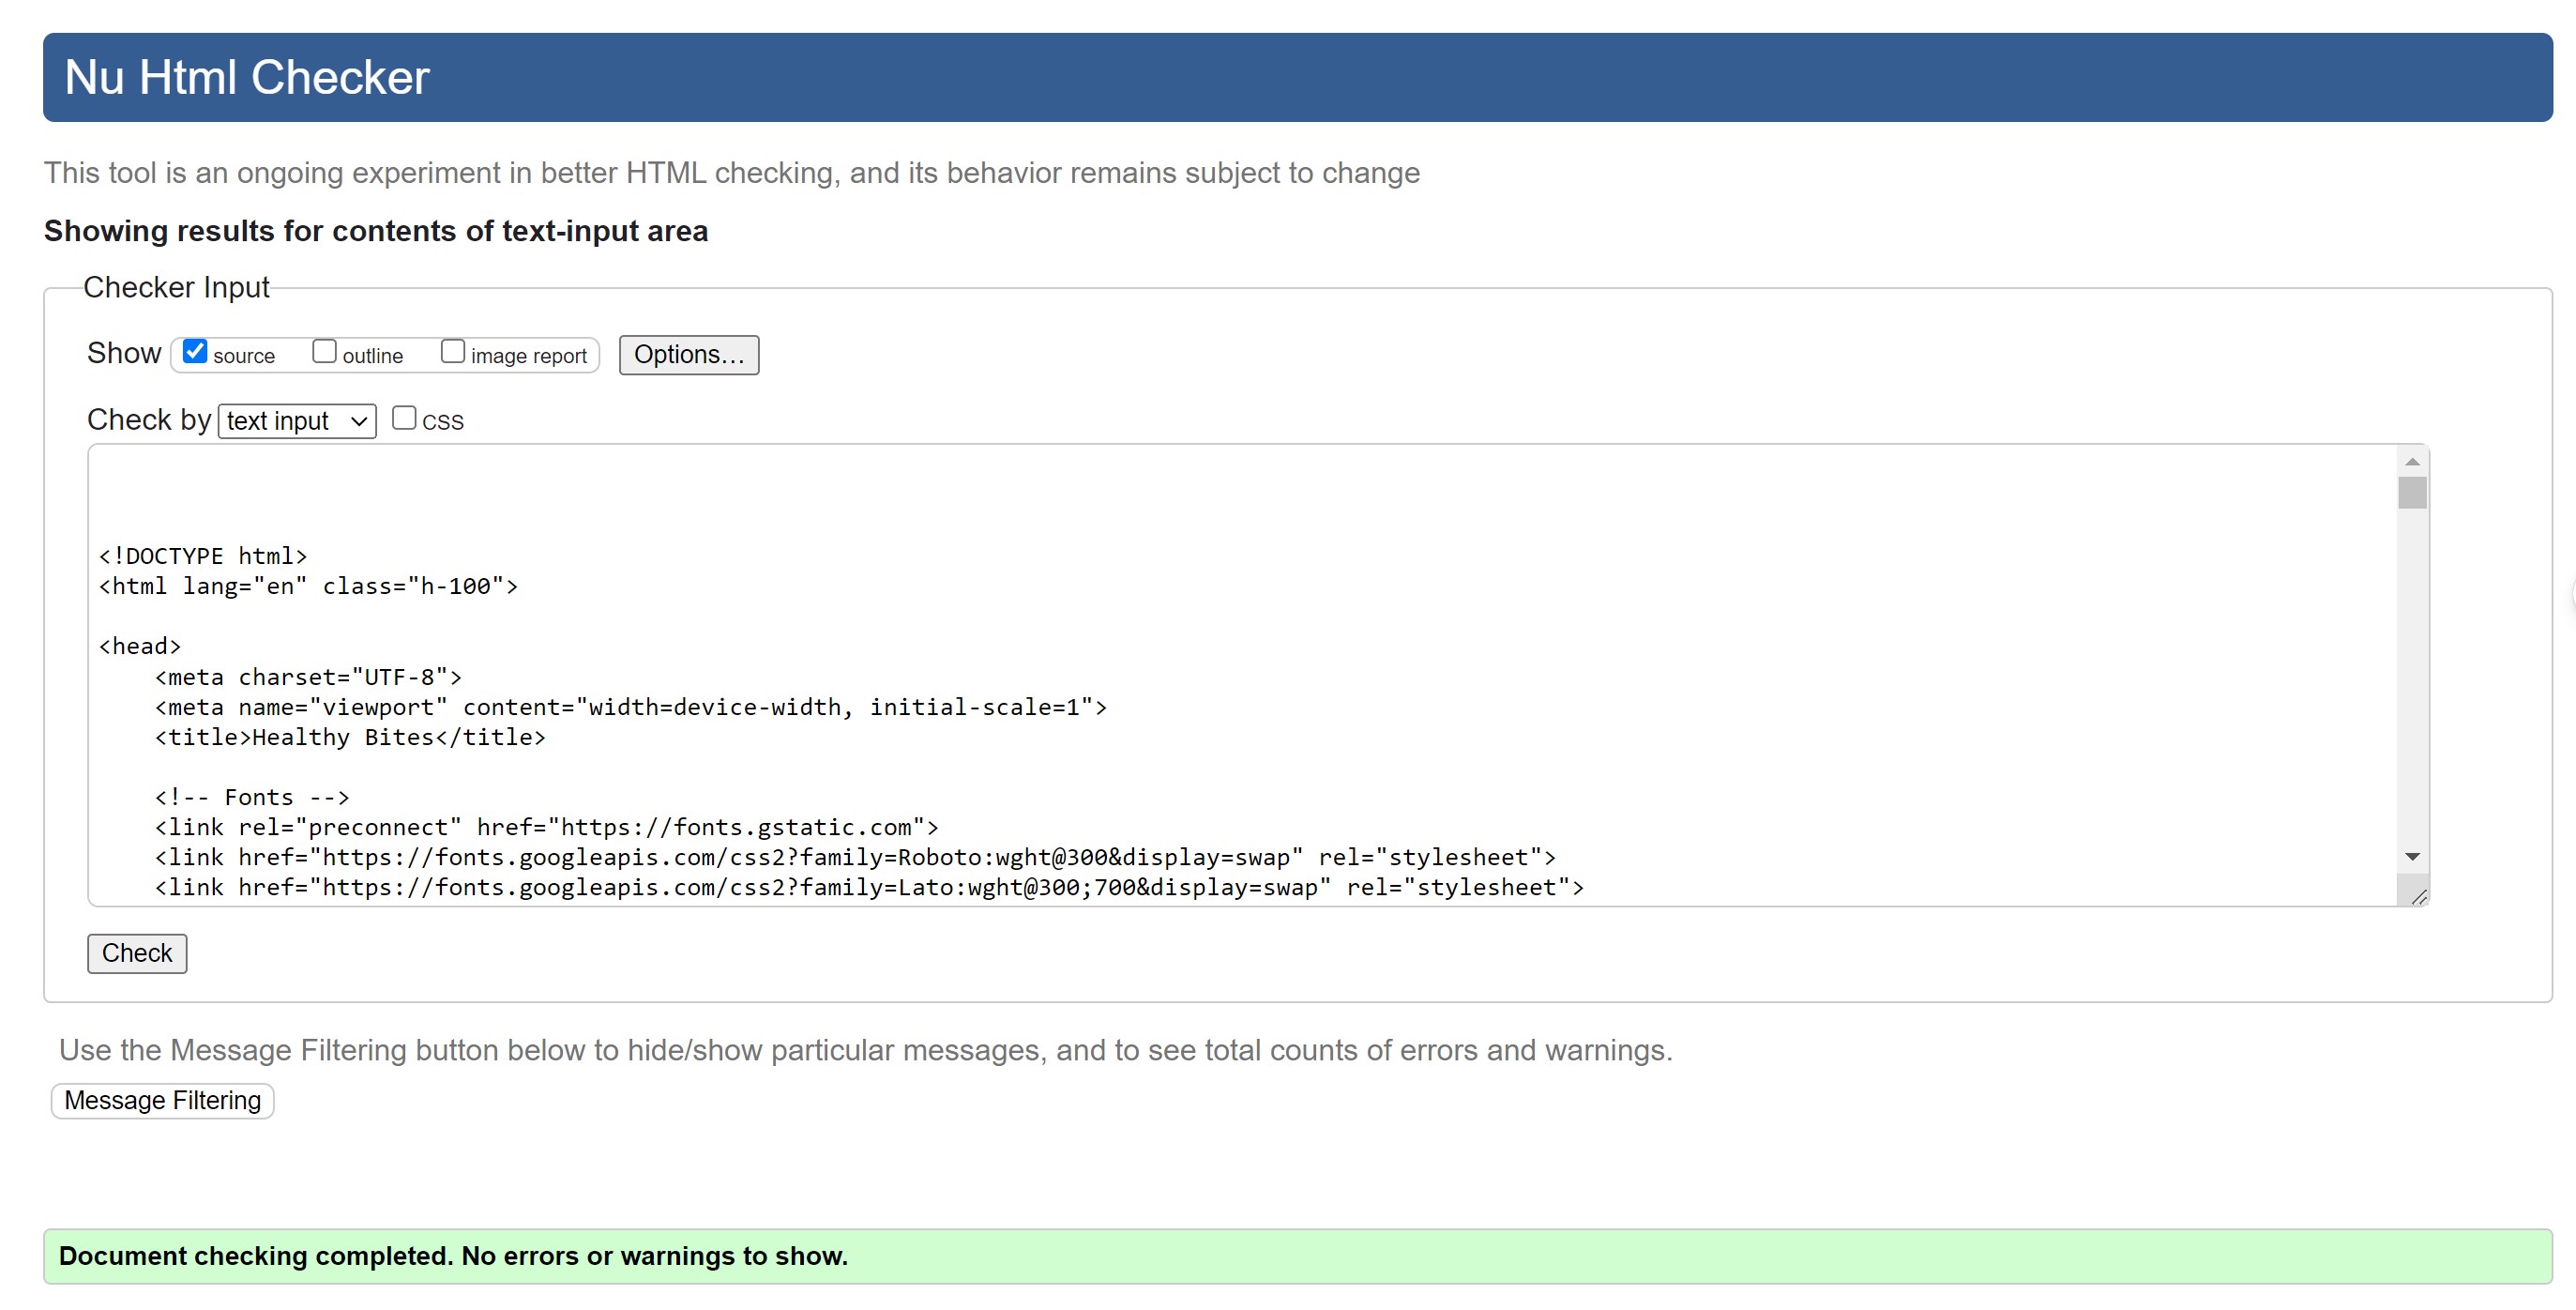 Nu Html Checker
This tool is an ongoing experiment in better HTML checking, and its behavior remains subject to change
Showing results for contents of text-input area
Checker Input
Show source outline image report Options...
Check by text input CSS
<!DOCTYPE html>
<html lang="en" class="h-100">
<head>
    <meta charset="UTF-8">
    <meta name="viewport" content="width=device-width, initial-scale=1">
    <title>Healthy Bites</title>
    <!-- Fonts -->
    <link rel="preconnect" href="https://fonts.gstatic.com">
    <link href="https://fonts.googleapis.com/css2?family=Roboto:wght@300&display=swap" rel="stylesheet">
    <link href="https://fonts.googleapis.com/css2?family=Lato:wght@300;700&display=swap" rel="stylesheet">
Check
Use the Message Filtering button below to hide/show particular messages, and to see total counts of errors and warnings.
Message Filtering
Document checking completed. No errors or warnings to show.